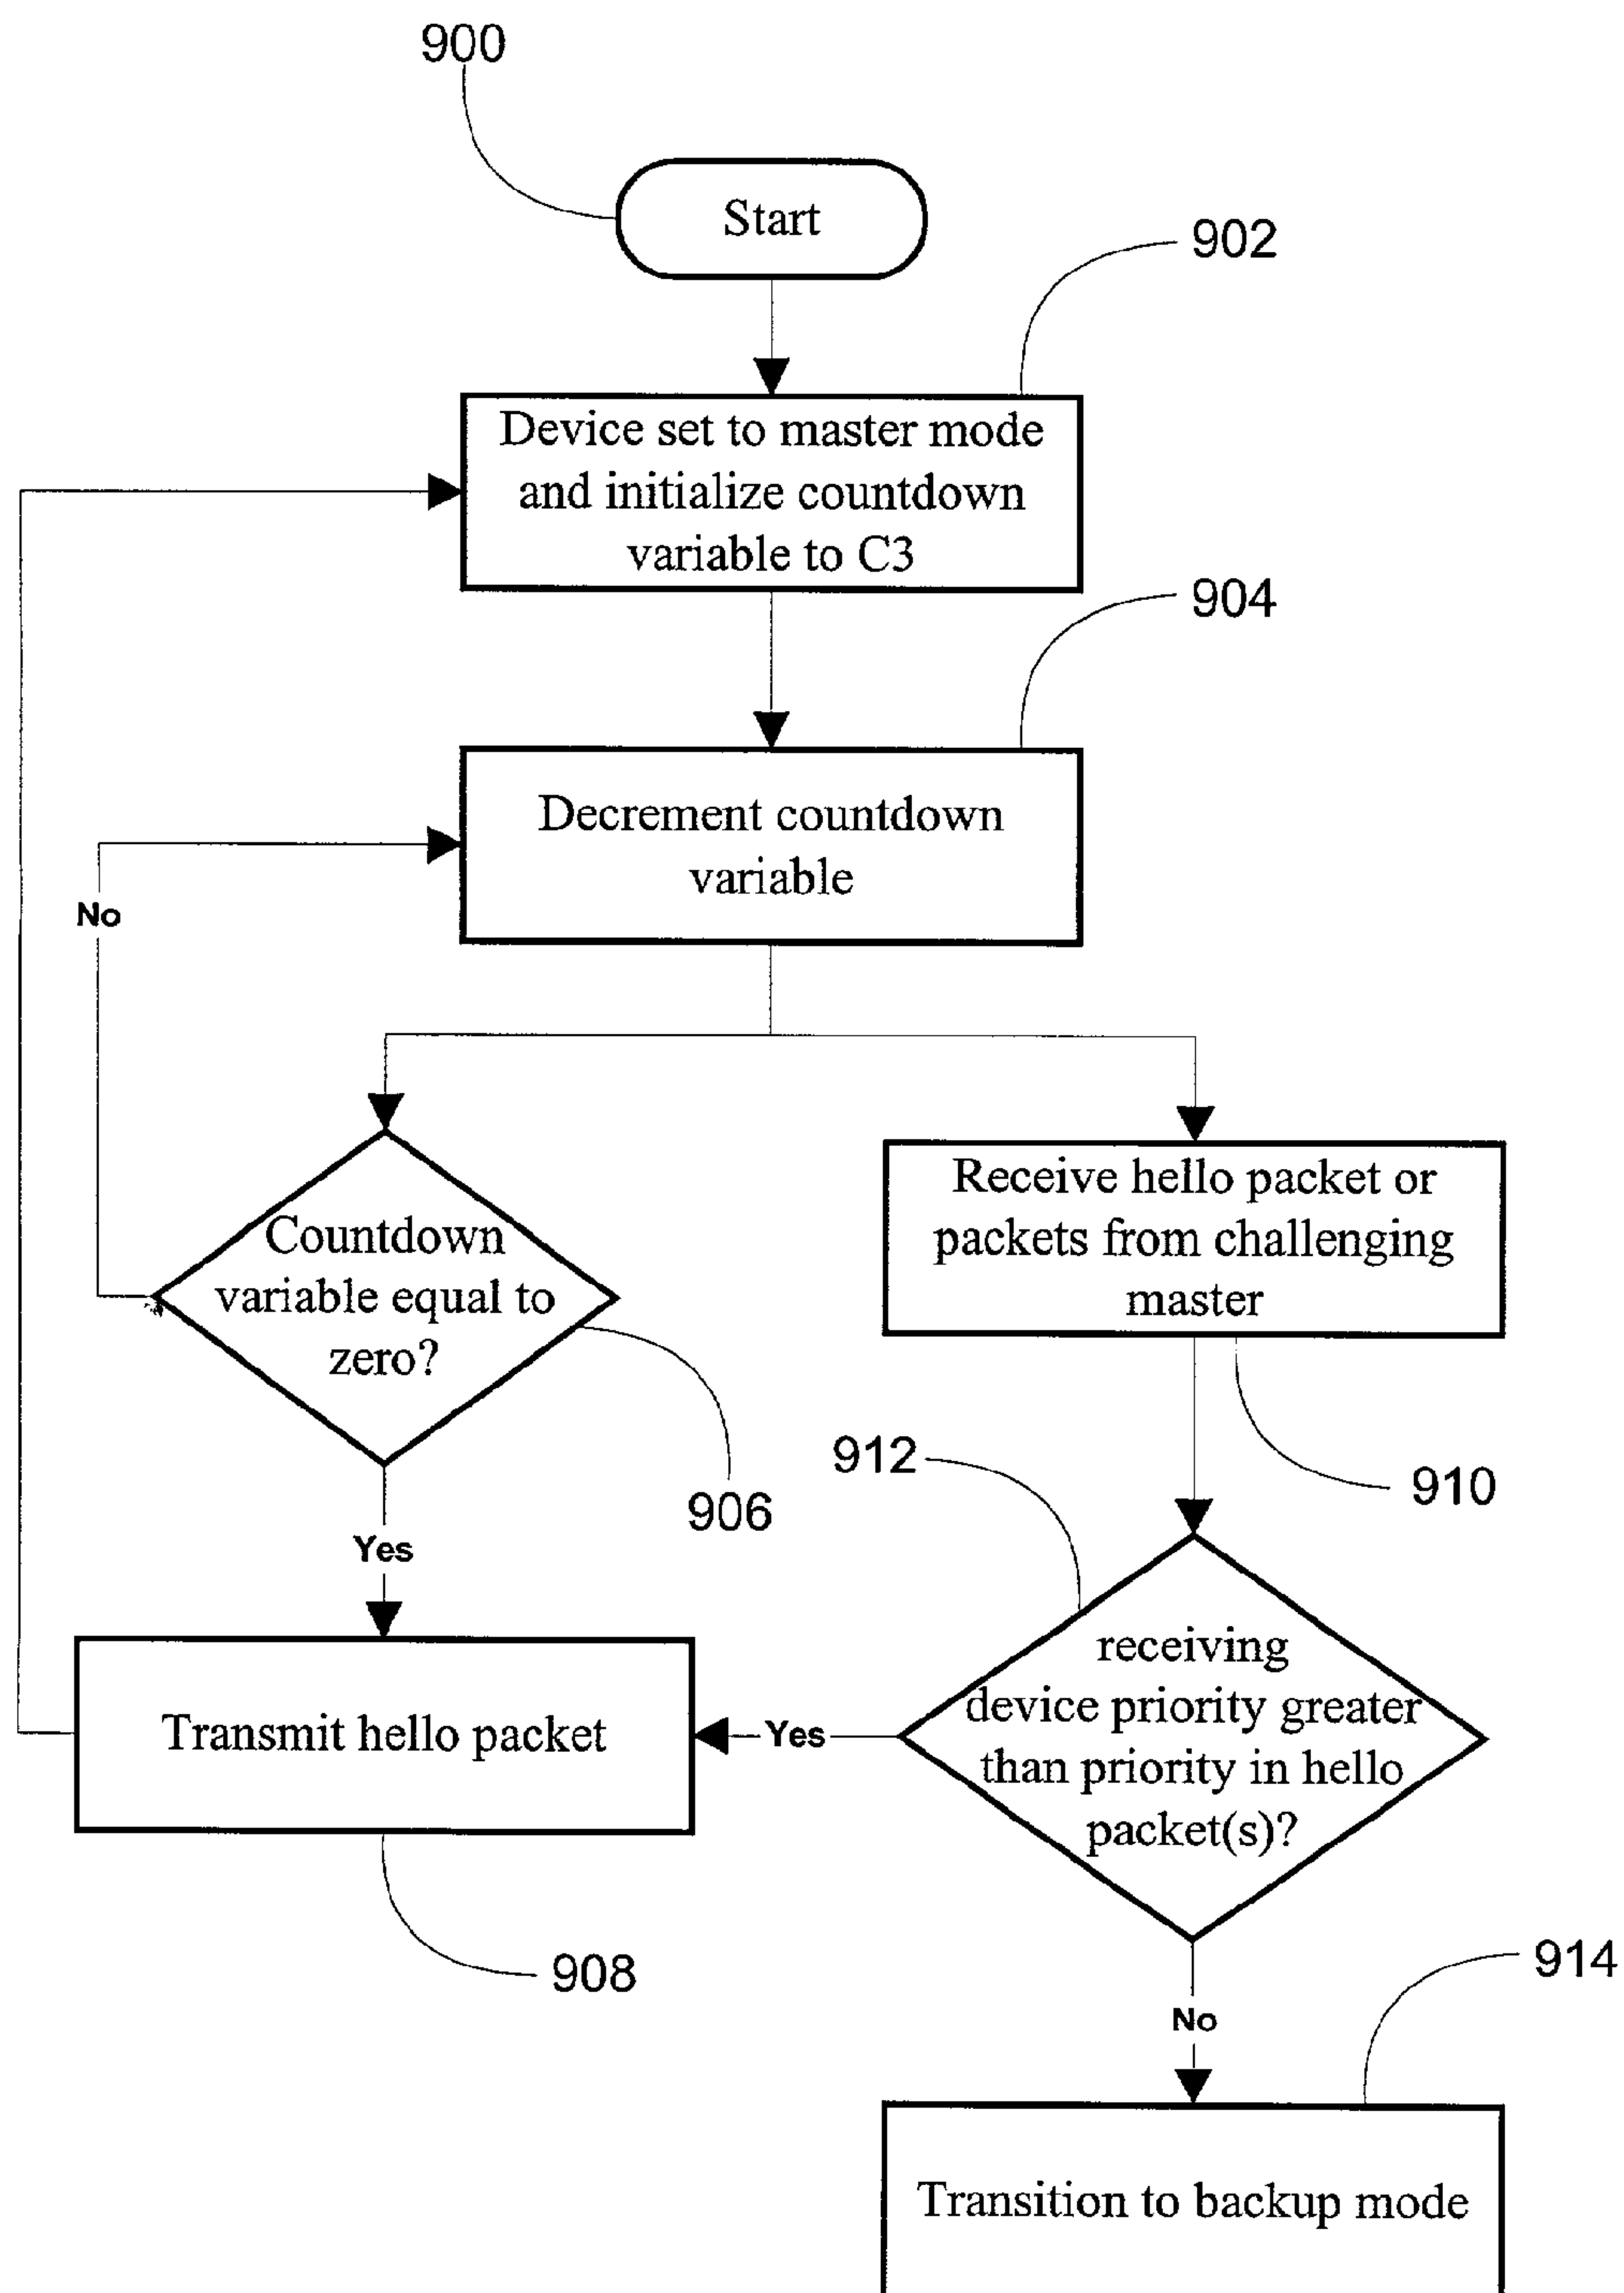 900
Start
902
Device set to master mode
and initialize countdown
variable to C3
904
Decrement countdown
variable
No
Countdown
variable equal to
zero?
906
Yes
Receive hello packet or
packets from challenging
master
910
912
receiving
device priority greater
than priority in hello
packet(s)?
Yes
Transmit hello packet
908
No
914
Transition to backup mode